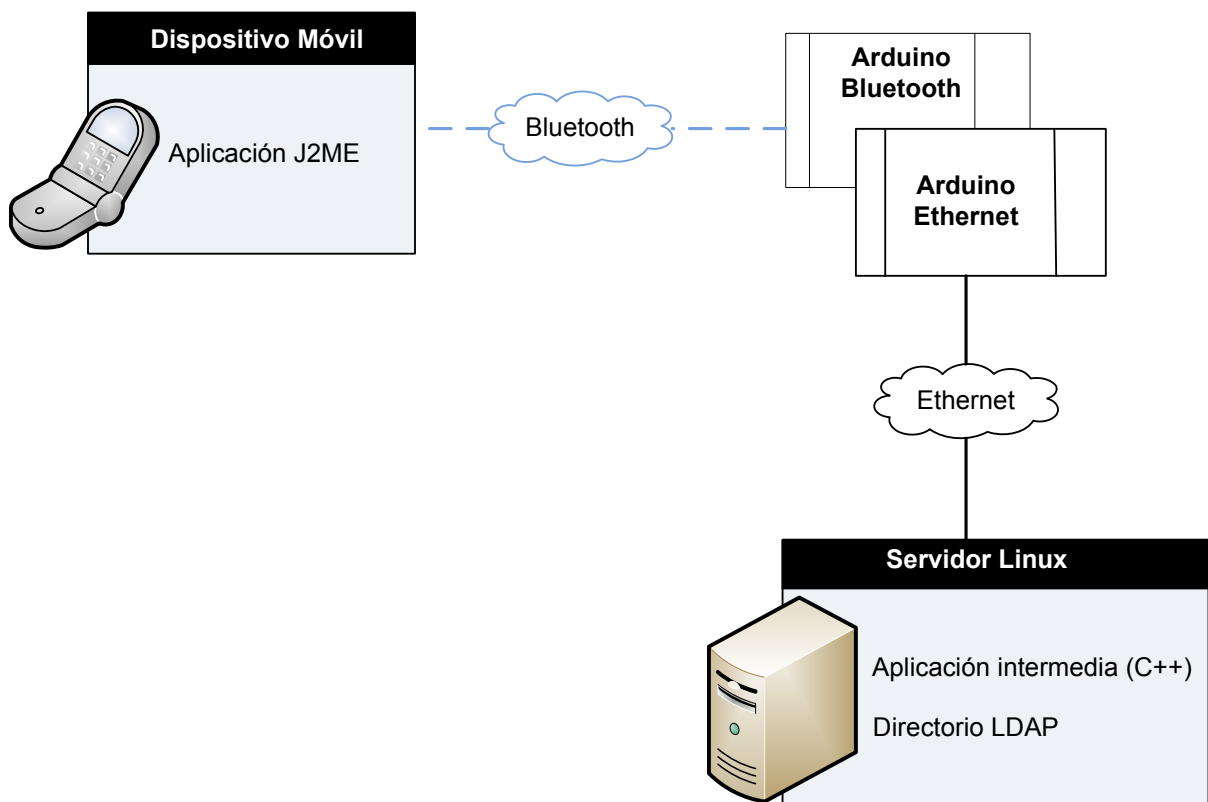 Dispositivo Móvil
Aplicación J2ME
Bluetooth
Arduino
Bluetooth
Arduino
Ethernet
Ethernet
Servidor Linux
Aplicación intermedia (C++)
Directorio LDAP